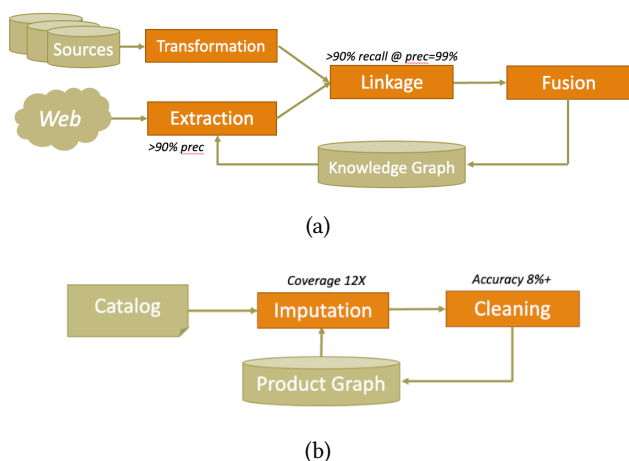 Sources
Transformation
>90% recall @ prec=99%
Linkage
Fusion
Web
Extraction
>90% prec
Knowledge Graph
(a)
Catalog
Coverage 12X
Imputation
Accuracy 8%+
Cleaning
Product Graph
(b)